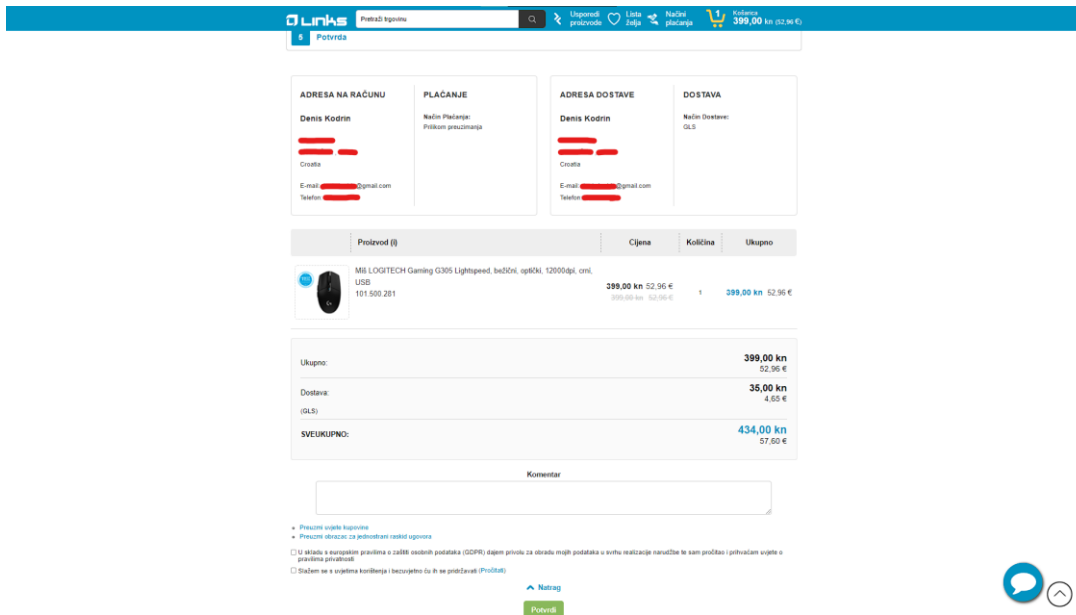 Links
Pretraži trgovinu
Usporedi proizvode
Lista želja
Načini plaćanja
1
Košarica
399,00 kn (52,96 €)
5 Potvrda
ADRESA NA RAČUNU
Denis Kodrin
Croatia
E-mail: @gmail.com
Telefon:
PLAĆANJE
Način Plaćanja:
Prilikom preuzimanja
ADRESA DOSTAVE
Denis Kodrin
Croatia
E-mail: @gmail.com
Telefon:
DOSTAVA
Način Dostave:
GLS
Proizvod (i) Cijena Količina Ukupno
Miš LOGITECH Gaming G305 Lightspeed, bežični, optički, 12000dpi, crni,
USB
101.500.281
399,00 kn 52,96 €
399,00 kn 52,96 €
1
399,00 kn 52,96 €
Ukupno: 399,00 kn
52,96 €
Dostava: 35,00 kn
4,65 €
(GLS)
SVEUKUPNO: 434,00 kn
57,60 €
Komentar
Preuzmi uvjete kupovine
Preuzmi obrazac za jednostrani raskid ugovora
U skladu s europskim pravilima o zaštiti osobnih podataka (GDPR) dajem privolu za obradu mojih podataka u svrhu realizacije narudžbe te sam pročitao i prihvaćam uvjete o
pravilima privatnosti
Slažem se s uvjetima korištenja i bezuvjetno ću ih se pridržavati (Pročitati)
Natrag
Potvrdi